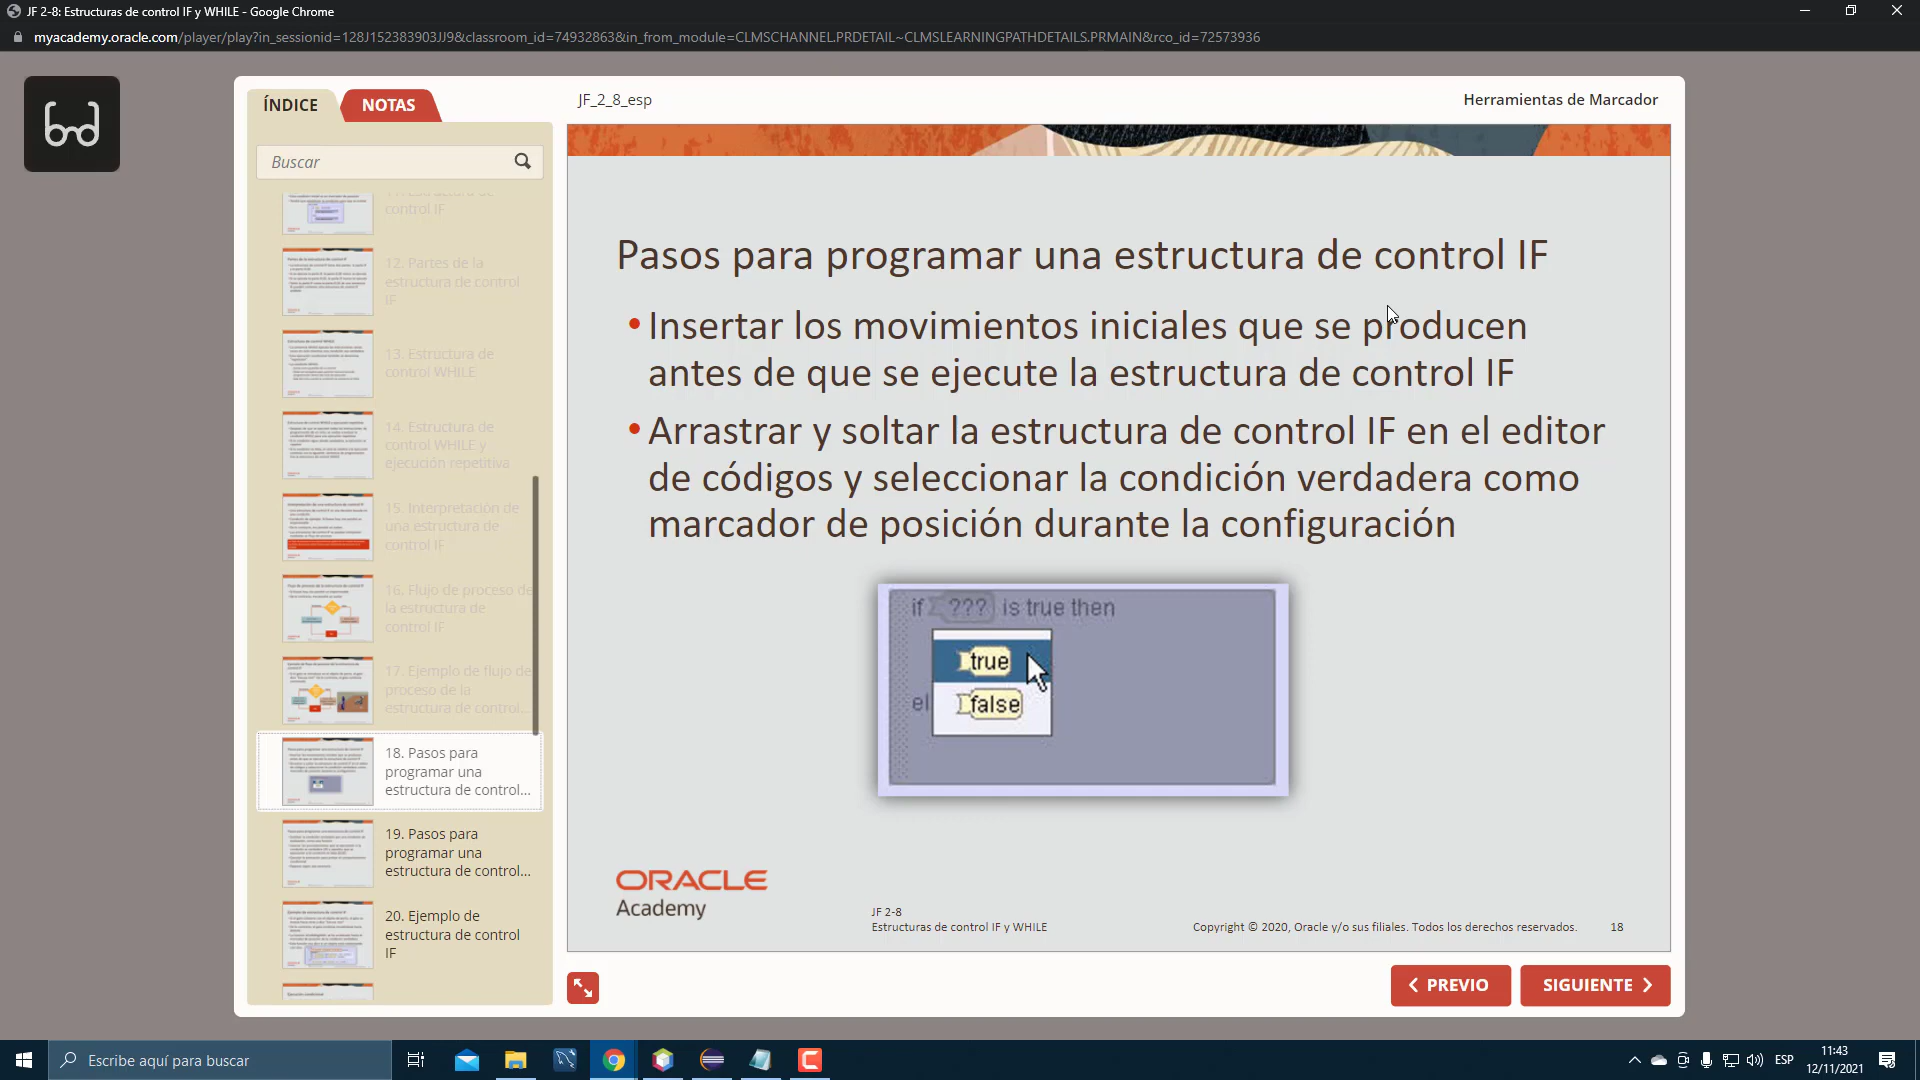 JF 2-8: Estructuras de control IF y WHILE - Google Chrome
myacademy.oracle.com/player/play?in_sessionid=128J152383903JJ9&classroom_id=74932863&in_from_module=CLMSCHANNEL.PRDETAIL~CLMSLEARNINGPATHDETAILS.PRMAIN&rco_id=72573936
ÍNDICE
NOTAS
JF_2_8_esp
Herramientas de Marcador
Buscar
control IF
12. Partes de la
estructura de control
IF
13. Estructura de
control WHILE
14. Estructura de
control WHILE y
ejecución repetitiva
15. Interpretación de
una estructura de
control IF
16. Flujo de proceso de
la estructura de
control IF
17. Ejemplo de flujo de
proceso de la
estructura de control...
18. Pasos para
programar una
estructura de control...
19. Pasos para
programar una
estructura de control...
20. Ejemplo de
estructura de control
IF
Pasos para programar una estructura de control IF
• Insertar los movimientos iniciales que se producen
antes de que se ejecute la estructura de control IF
• Arrastrar y soltar la estructura de control IF en el editor
de códigos y seleccionar la condición verdadera como
marcador de posición durante la configuración
if ??? is true then
true
el
false
ORACLE
Academy
JF 2-8
Estructuras de control IF y WHILE
Copyright © 2020, Oracle y/o sus filiales. Todos los derechos reservados.
18
PREVIO
SIGUIENTE
Escribe aquí para buscar
ESP
11:43
12/11/2021